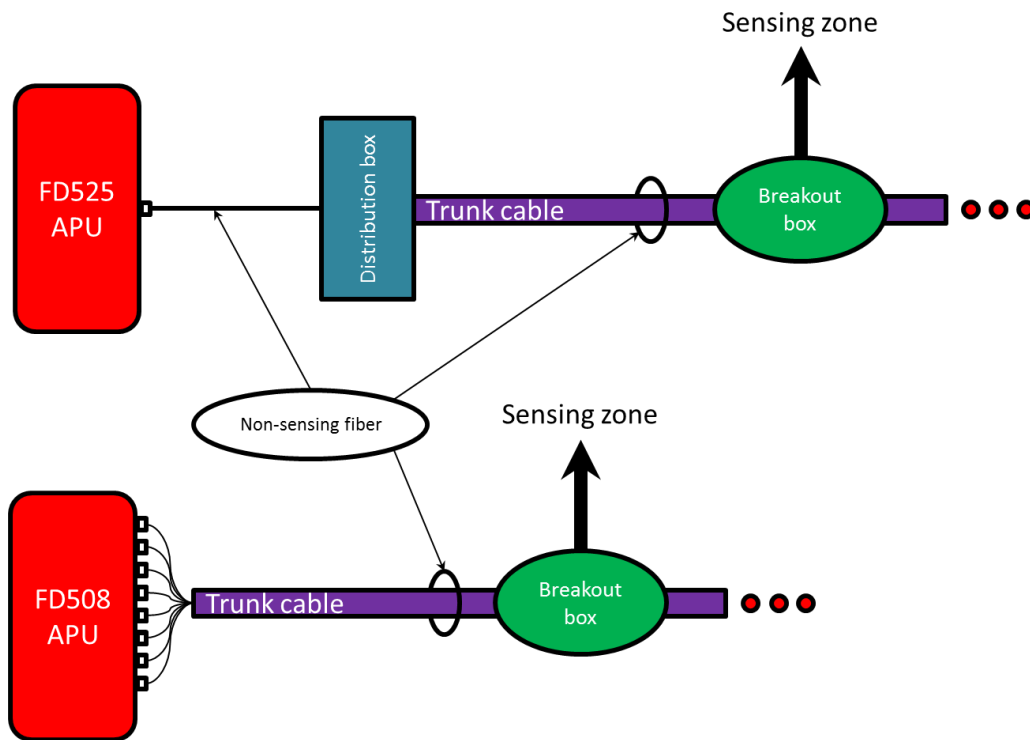 Sensing zone
FD525
APU
Distribution box
Trunk cable
Breakout
box
Non-sensing fiber
Sensing zone
FD508
APU
Trunk cable
Breakout
box